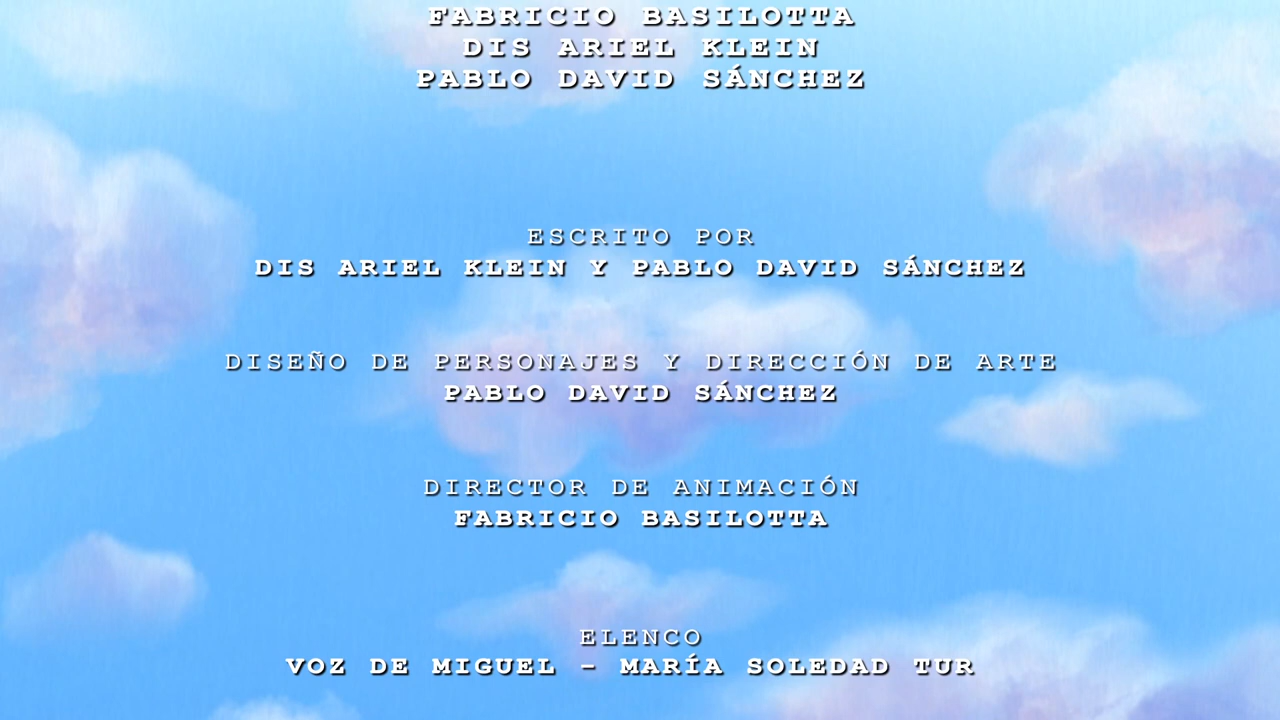 FABRICIO BASILOTTA
DIS ARIEL KLEIN
PABLO DAVID SÁNCHEZ
ESCRITO POR
DIS ARIEL KLEIN Y PABLO DAVID SÁNCHEZ
DISEÑO DE PERSONAJES Y DIRECCIÓN DE ARTE
PABLO DAVID SÁNCHEZ
DIRECTOR DE ANIMACIÓN
FABRICIO BASILOTTA
ELENCO
VOZ DE MIGUEL - MARÍA SOLEDAD TUR